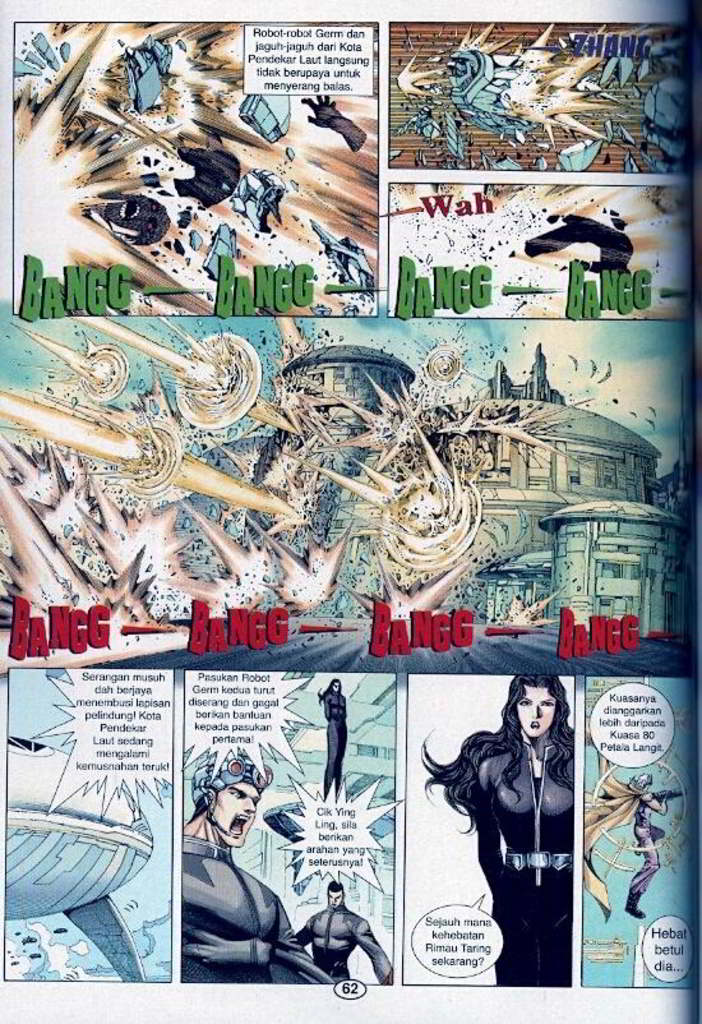 Robot-robot Germ dan
jaguh-jaguh dari Kota
Pendekar Laut langsung
tidak berupaya untuk
menyerang balas.
ZHANG
Wah
BANGG
BANGG
BANGG
BANGG
BANGG
BANGG
BANGG
BANGG
Serangan musuh
dah berjaya
menembusi lapisan
pelindung! Kota
Pendekar
Laut sedang
mengalami
kemusnahan teruk!
Pasukan Robot
Germ kedua turut
diserang dan gagal
berikan bantuan
kepada pasukan
pertama!
Cik Ying
Ling, sila
berikan
arahan yang
seterusnya!
Sejauh mana
kehebatan
Rimau Taring
sekarang?
Kuasanya
dianggarkan
lebih daripada
Kuasa 80
Petala Langit.
Hebat
betul
dia...
62